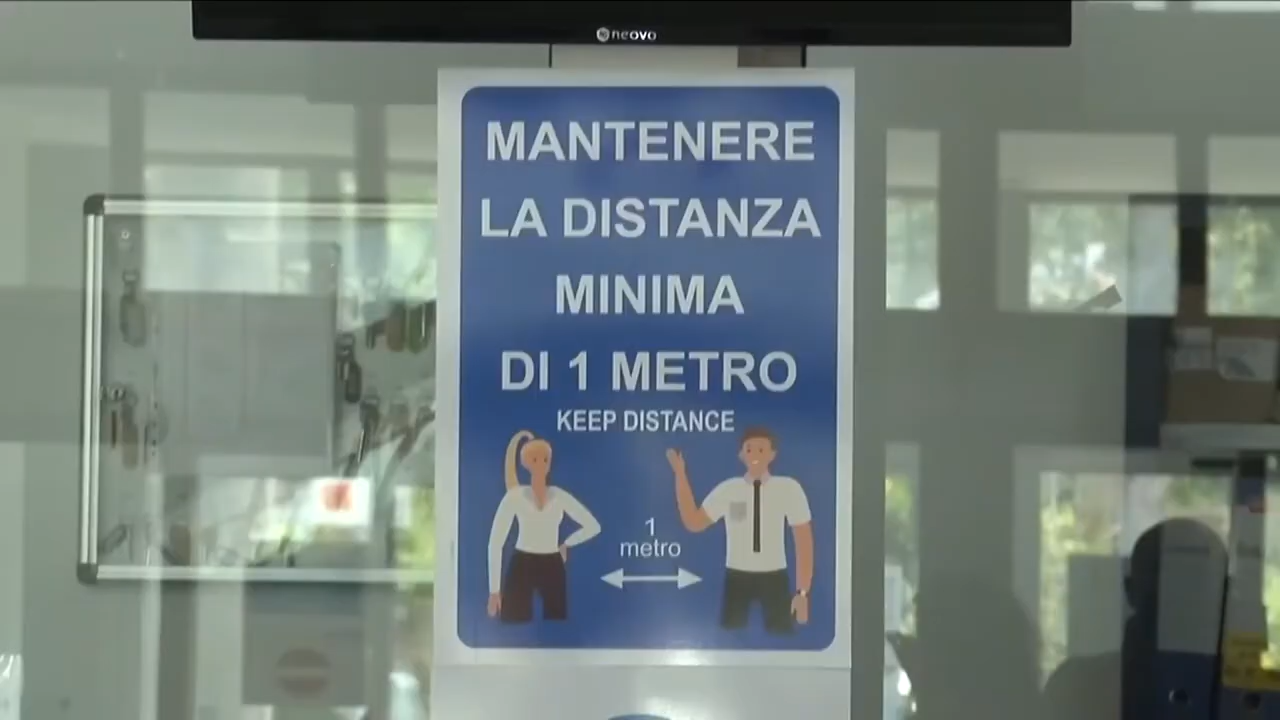 neovo
MANTENERE
LA DISTANZA
MINIMA
DI 1 METRO
KEEP DISTANCE
1
metro